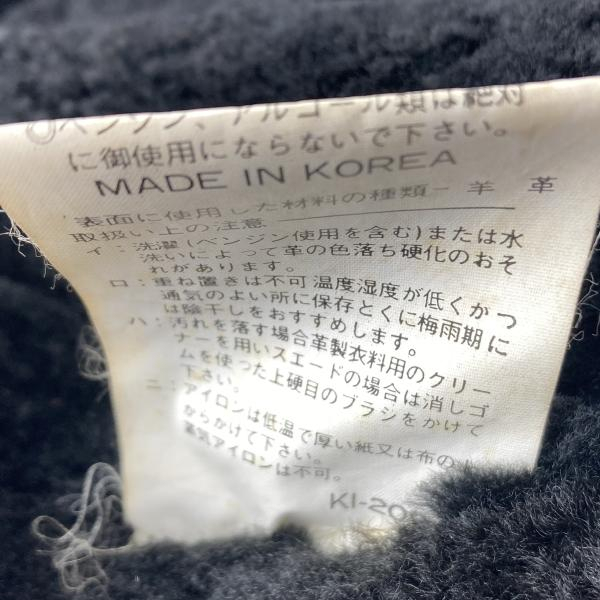 ◎ベンジン、アルコール類は絶対
に御使用にならないで下さい。
MADE IN KOREA
表面に使用した材料の種類－羊 革
取扱い上の注意
イ：洗濯(ベンジン使用を含む)または水
洗いによって革の色落ち硬化のおそ
れがあります。
ロ：重ね置きは不可温度湿度が低くかつ
通気のよい所に保存とくに梅雨期に
は陰干しをおすすめします。
ハ：汚れを落す場合革製衣料用のクリー
ナーを用いスエードの場合は消しゴ
ムを使った上硬目のブラシをかけて
下さい。
ニ：アイロンは低温で厚い紙又は布の上
からかけて下さい。
蒸気アイロンは不可。
KI-20